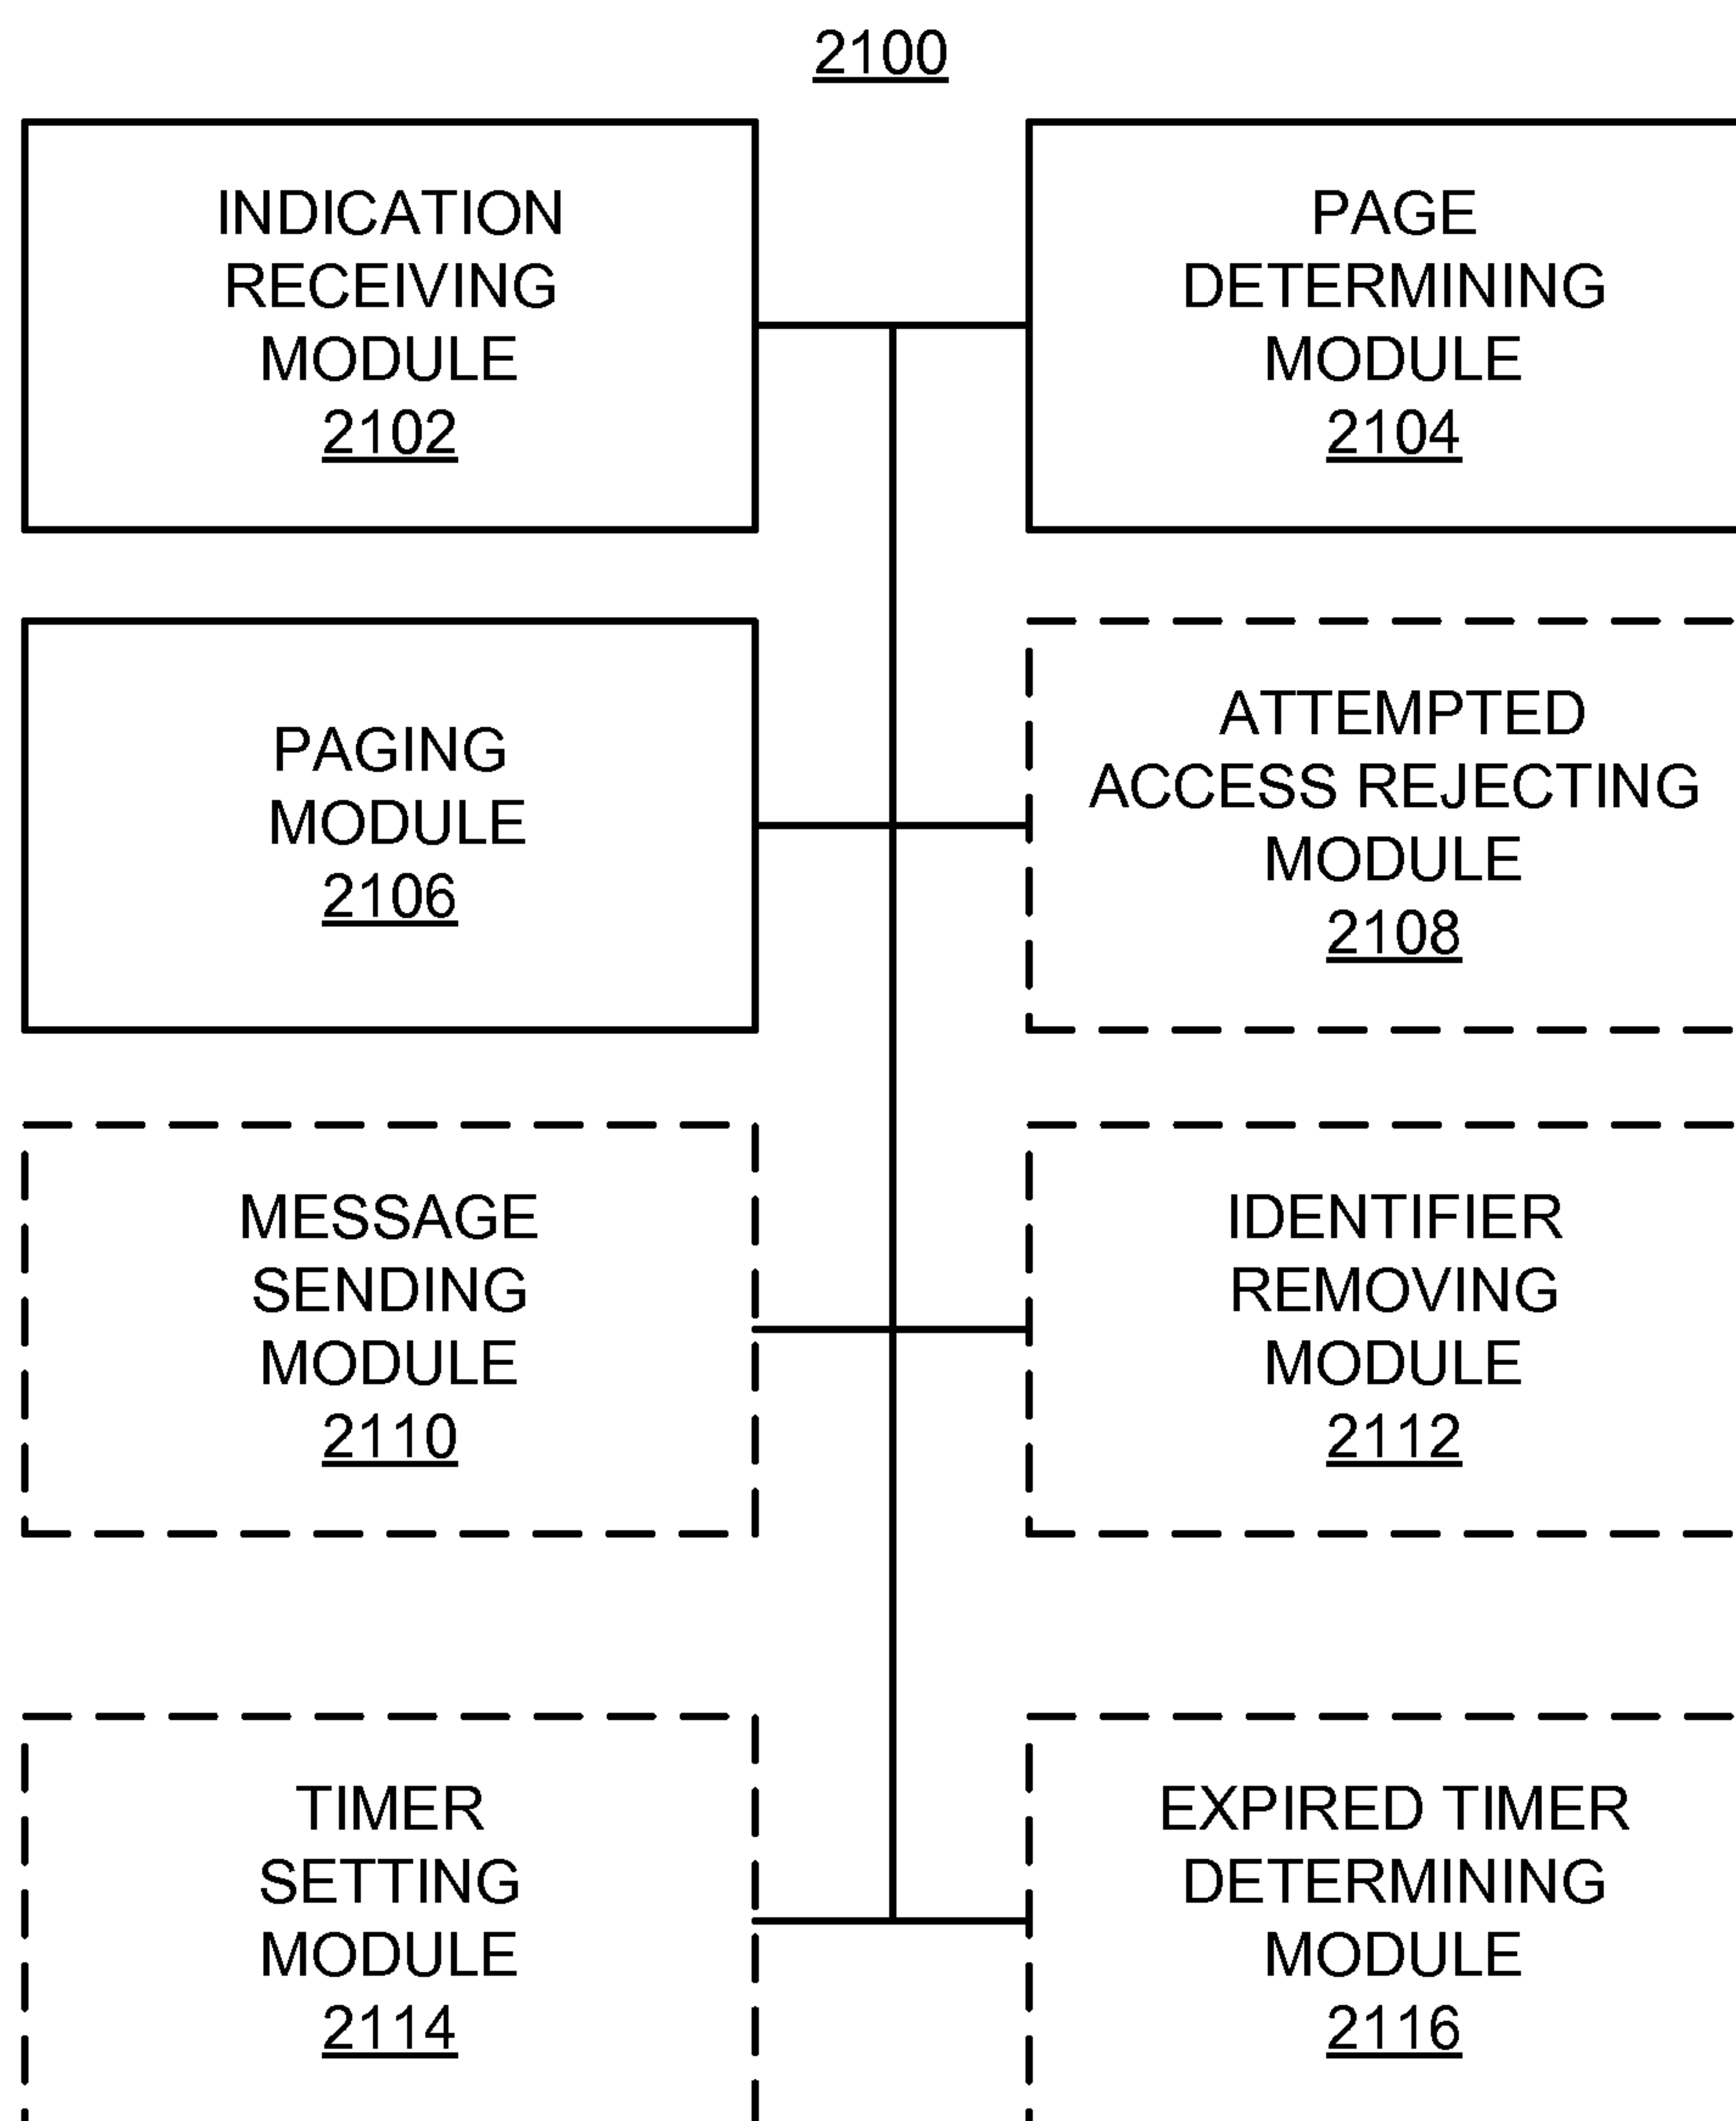 2100
INDICATION
RECEIVING
MODULE
2102
PAGE
DETERMINING
MODULE
2104
PAGING
MODULE
2106
ATTEMPTED
ACCESS REJECTING
MODULE
2108
MESSAGE
SENDING
MODULE
2110
IDENTIFIER
REMOVING
MODULE
2112
TIMER
SETTING
MODULE
2114
EXPIRED TIMER
DETERMINING
MODULE
2116